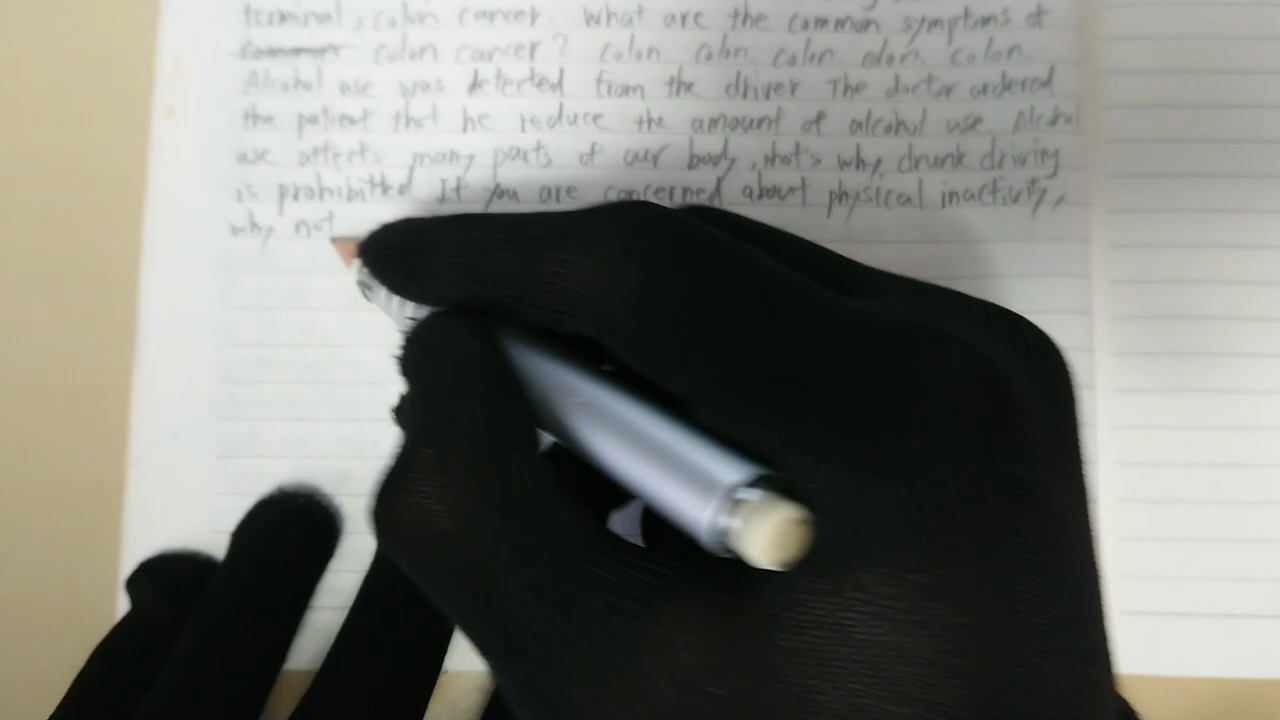 terminal, colon cancer. What are the common symptoms of
common colon cancer? colon. colon. colon olon. colon.
Alcohol use was detected from the driver The doctor ordered
the patient that he reduce the amount of alcohol use. Alcohol
use affects many parts of our body, that's why drunk driving
is prohibitted If you are concerned about physical inactivity,
why not